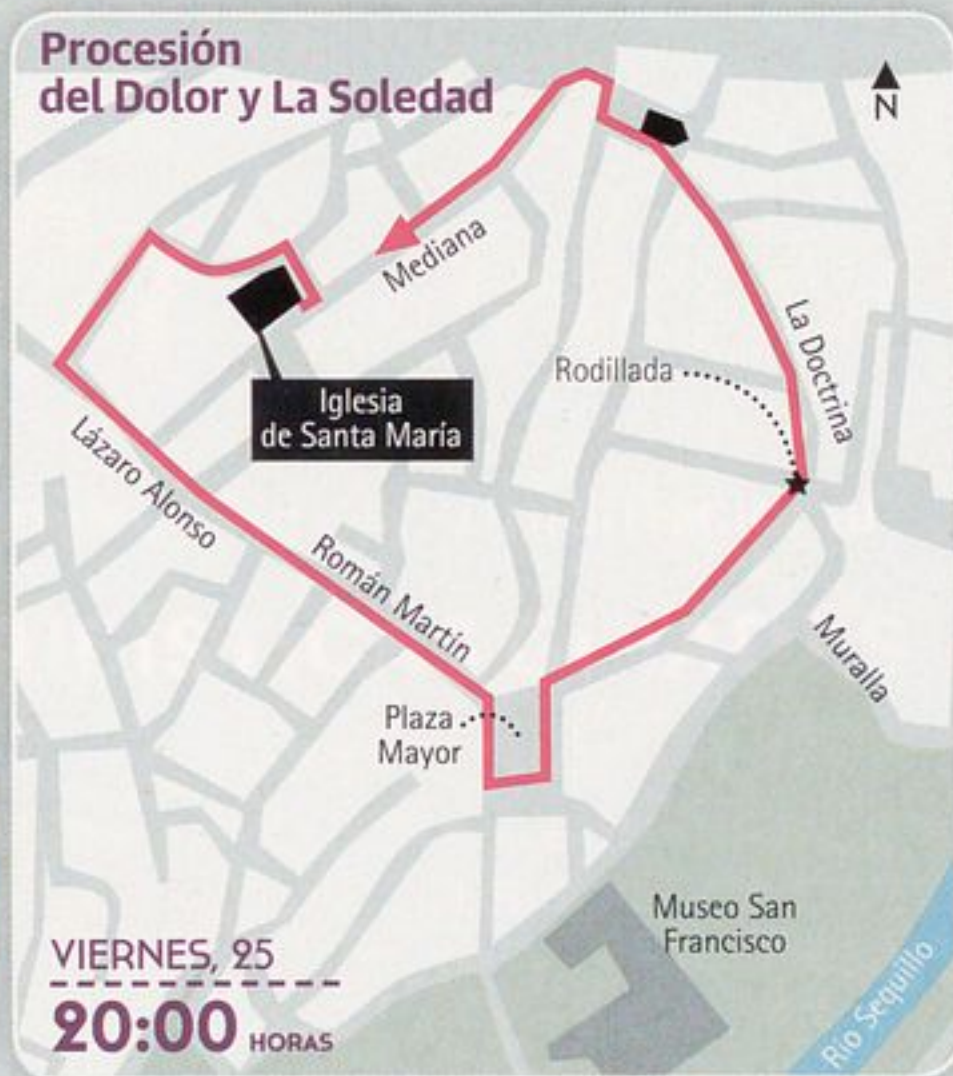 Procesión
del Dolor y La Soledad
N
Mediana
La Doctrina
Rodillada
Iglesia
de Santa María
Lázaro Alonso
Román Martín
Muralla
Plaza
Mayor
Museo San
Francisco
Río Sequillo
VIERNES, 25
20:00 HORAS